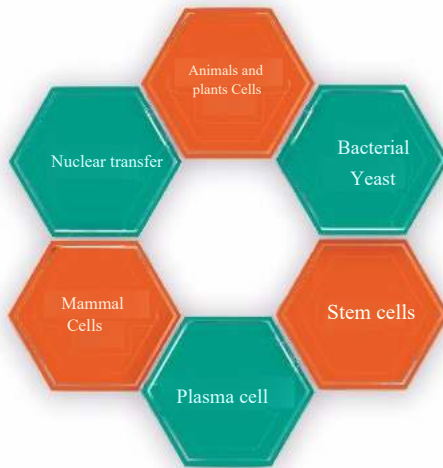 Animals and
plants Cells
Bacterial
Yeast
Nuclear transfer
Mammal
Cells
Stem cells
Plasma cell